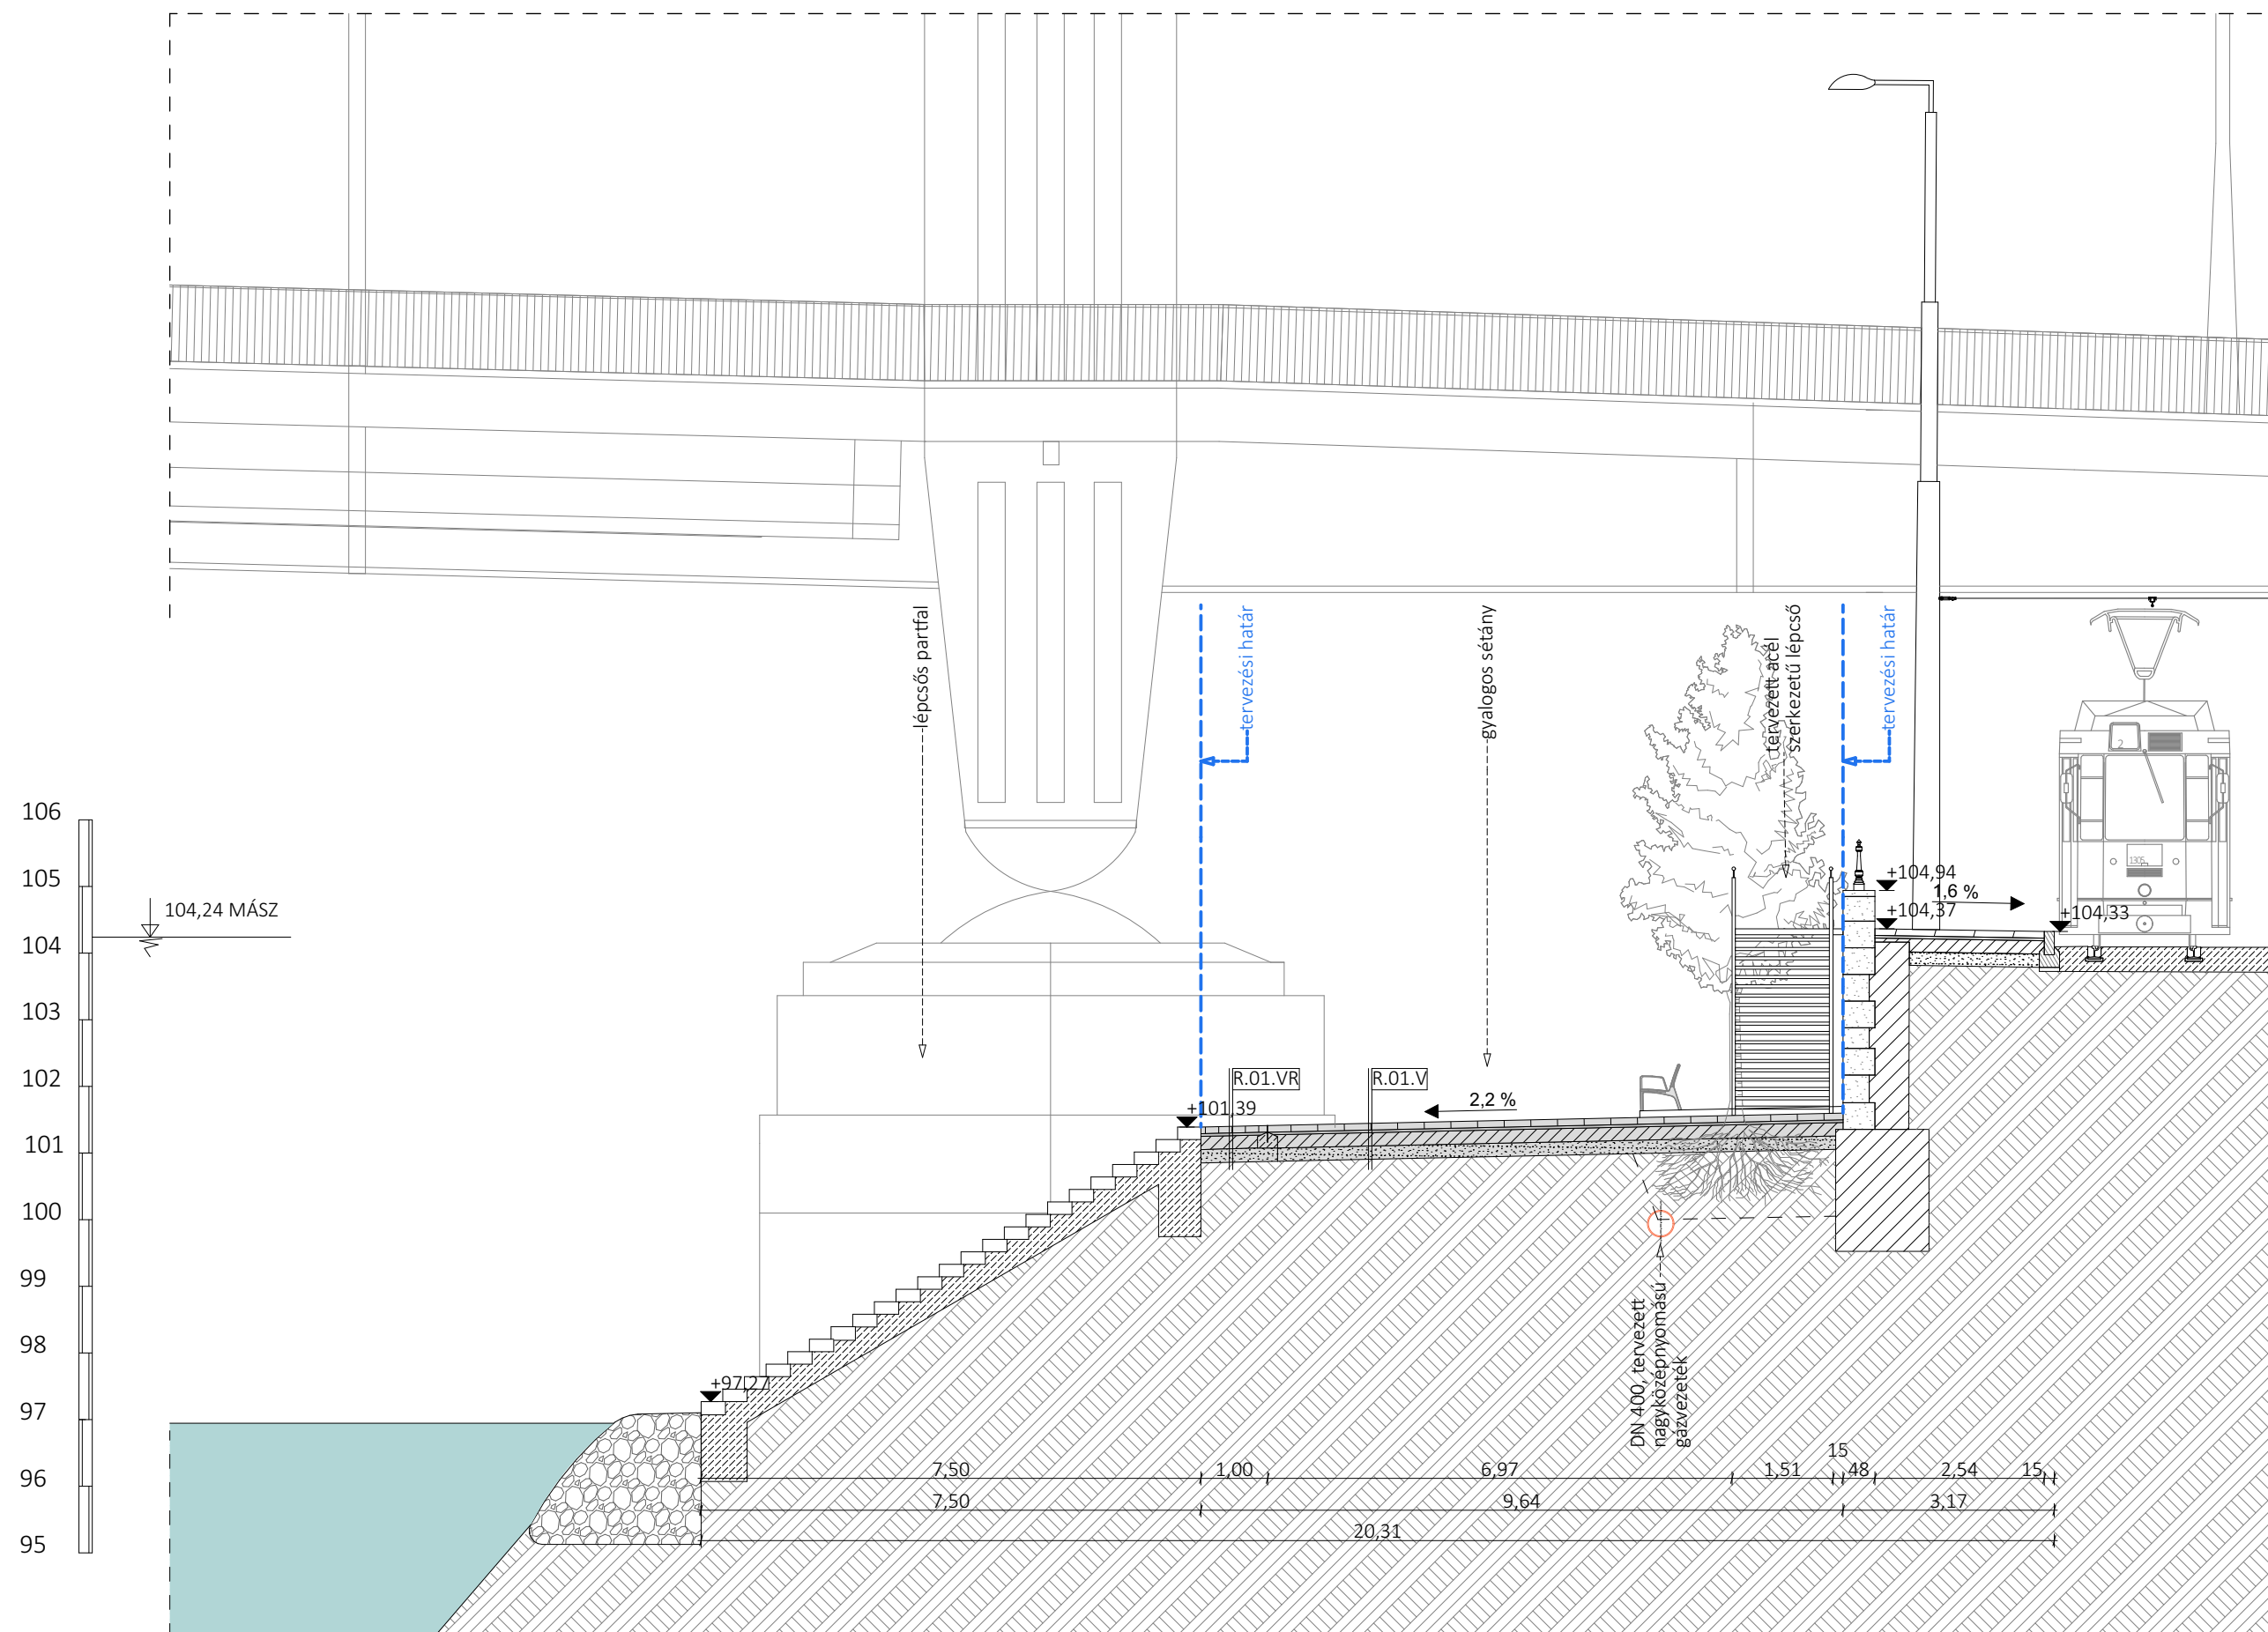 lépcsős partfal
tervezési határ
gyalogos sétány
tervezett acél
szerkezetű lépcső
tervezési határ
2
1305
106
105
104
103
102
101
100
99
98
97
96
95
104,24 MÁSZ
+104,94
1,6 %
+104,37
+104,33
R.01.VR
R.01.V
+101,39
2,2 %
+97,27
DN 400, tervezett
nagyközépnyomású
gázvezeték
7,50
1,00
6,97
1,51
15
48
2,54
15
7,50
9,64
3,17
20,31